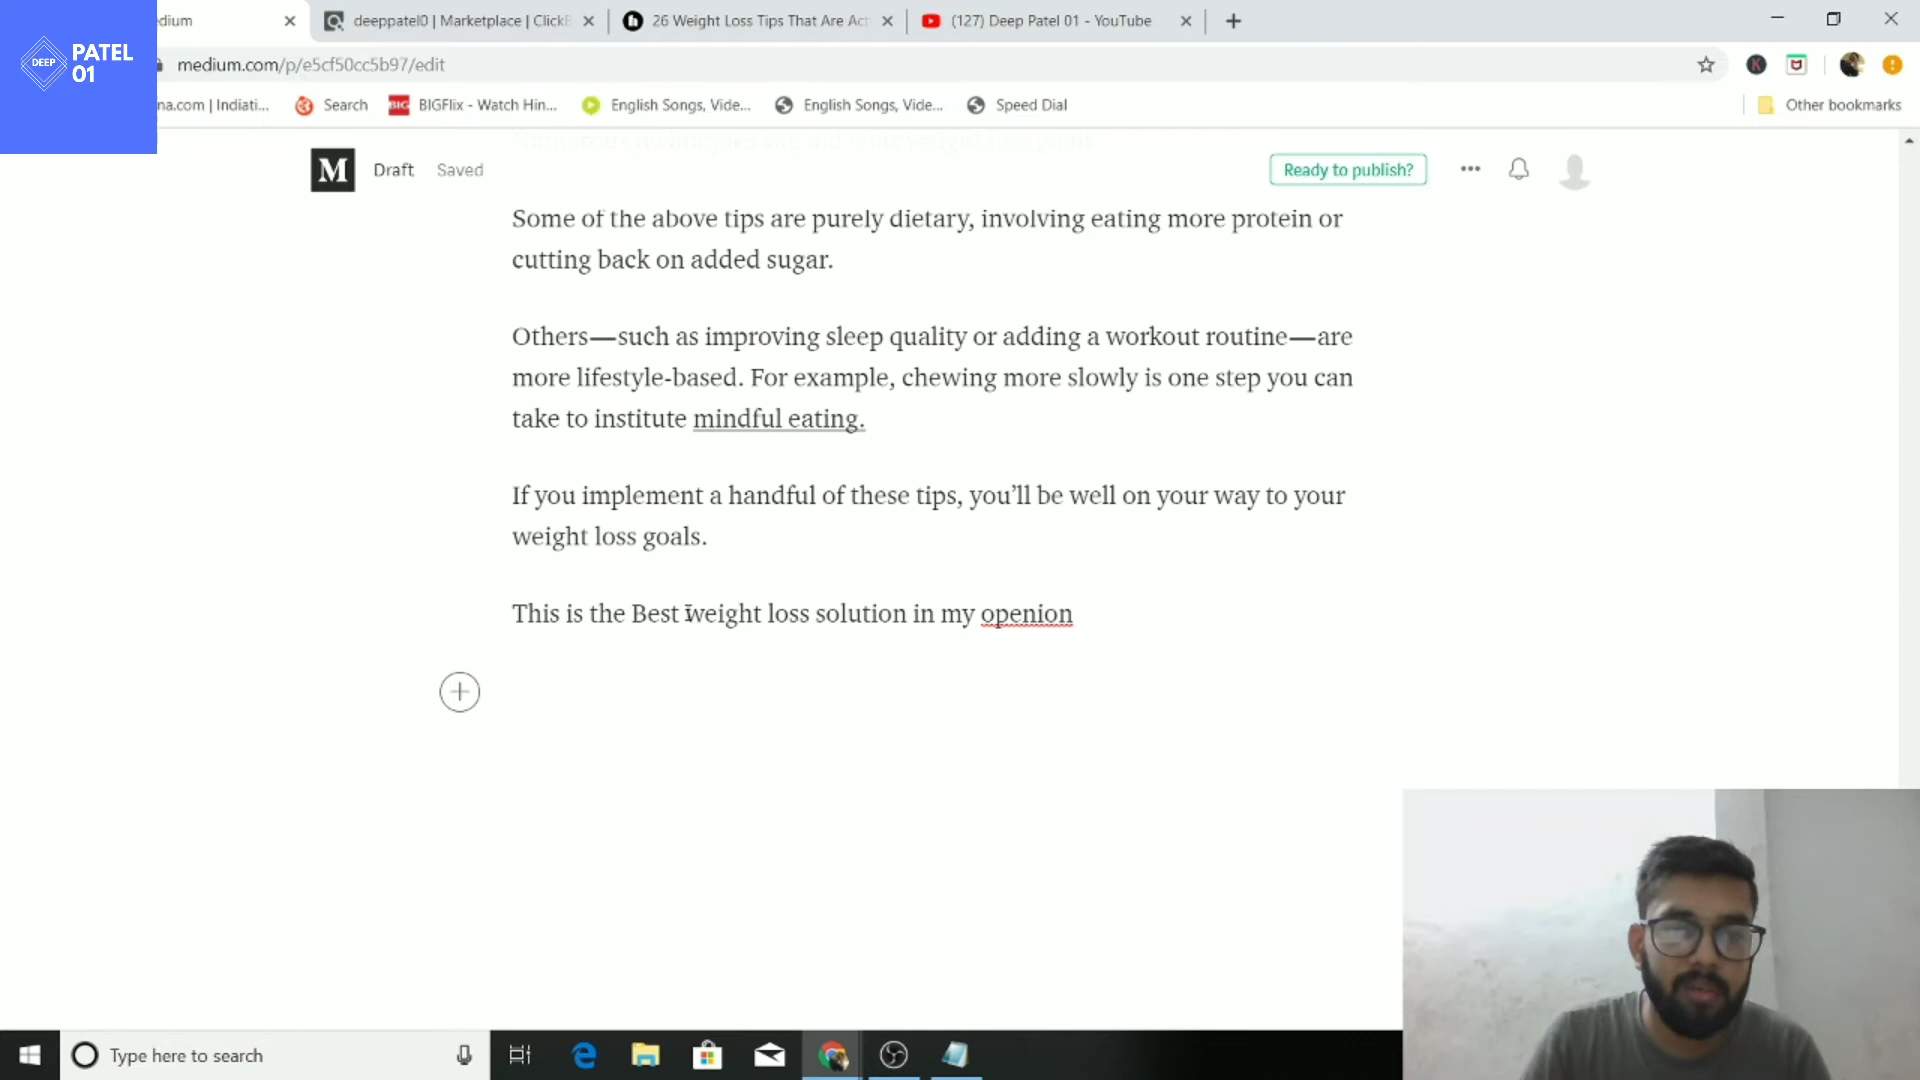 edium
deeppatel0 | Marketplace | ClickB
26 Weight Loss Tips That Are Act
(127) Deep Patel 01 - YouTube
DEEP
PATEL
01
medium.com/p/e5cf50cc5b97/edit
na.com | Indiati...
Search
BIG
BIGFlix - Watch Hin...
English Songs, Vide...
English Songs, Vide...
Speed Dial
Other bookmarks
M
Draft
Saved
Ready to publish?
Some of the above tips are purely dietary, involving eating more protein or
cutting back on added sugar.
Others—such as improving sleep quality or adding a workout routine—are
more lifestyle-based. For example, chewing more slowly is one step you can
take to institute mindful eating.
If you implement a handful of these tips, you’ll be well on your way to your
weight loss goals.
This is the Best weight loss solution in my openion
Type here to search